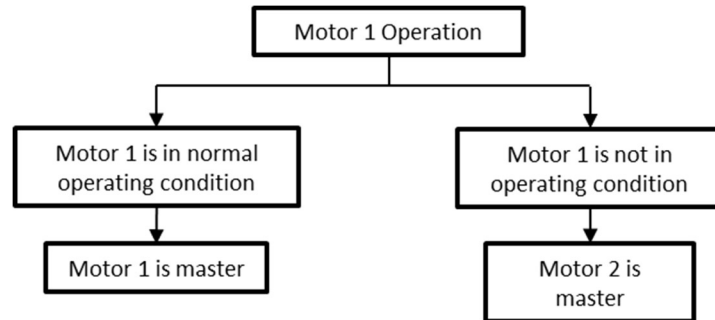 Motor 1 Operation
Motor 1 is in normal
operating condition
Motor 1 is not in
operating condition
Motor 1 is master
Motor 2 is
master